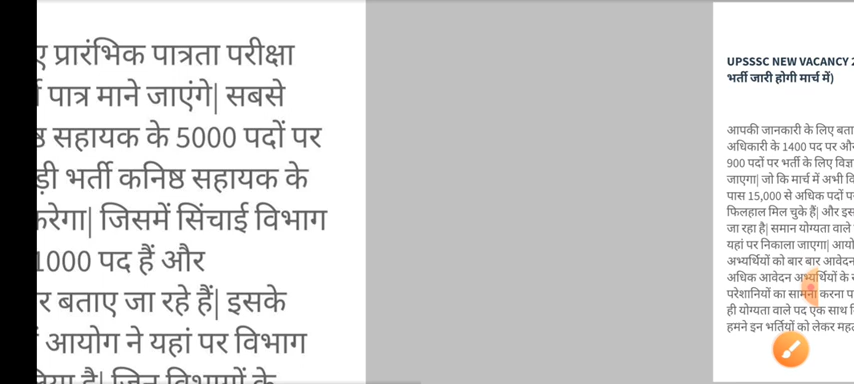 प्रारंभिक पात्रता परीक्षा
पात्र माने जाएंगे| सबसे
सहायक के 5000 पदों पर
भर्ती कनिष्ठ सहायक के
करेगा| जिसमें सिंचाई विभाग
1000 पद हैं और
र बताए जा रहे हैं| इसके
आयोग ने यहां पर विभाग
है| जिन विभागों के
UPSSSC NEW VACANCY 2
भर्ती जारी होगी मार्च में)
आपकी जानकारी के लिए बता
अधिकारी के 1400 पद पर और
900 पदों पर भर्ती के लिए विज्ञ
जाएगा| जो कि मार्च में अभी वि
पास 15,000 से अधिक पदों प
फिलहाल मिल चुके हैं| और इस
जा रहा है| समान योग्यता वाले
यहां पर निकाला जाएगा| आयो
अभ्यर्थियों को बार बार आवेदन
अधिक आवेदन अभ्यर्थियों के स
परेशानियों का सामना करना प
ही योग्यता वाले पद एक साथ नि
हमने इन भर्तियों को लेकर महत